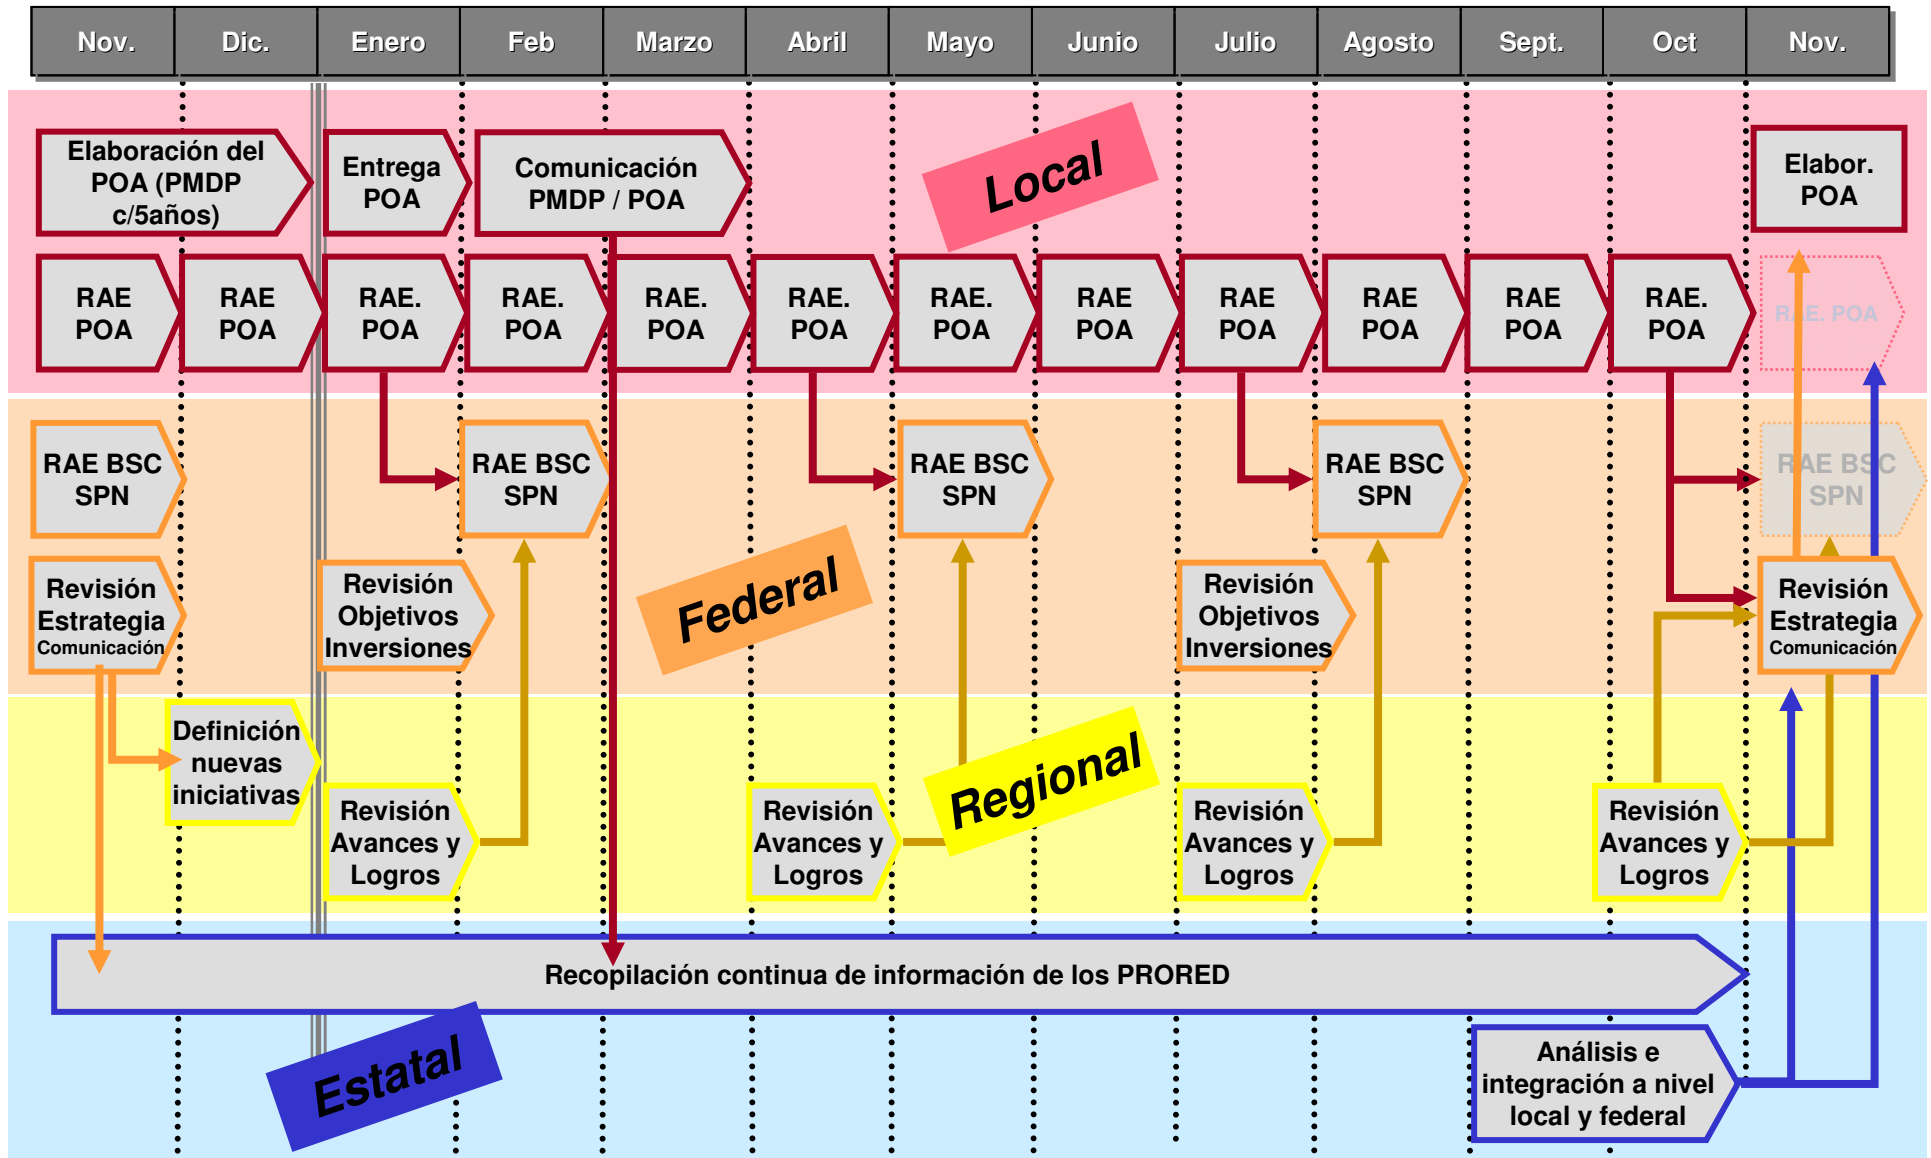 Nov. Dic. Enero Feb Marzo Abril Mayo Junio Julio Agosto Sept. Oct Nov.
Elaboración del
POA (PMDP
c/5años)
Entrega
POA
Comunicación
PMDP / POA
Local
Elabor.
POA
RAE
POA
RAE
POA
RAE.
POA
RAE.
POA
RAE.
POA
RAE.
POA
RAE.
POA
RAE
POA
RAE
POA
RAE
POA
RAE
POA
RAE.
POA
RAE. POA
RAE BSC
SPN
RAE BSC
SPN
RAE BSC
SPN
RAE BSC
SPN
RAE BSC
SPN
Revisión
Estrategia
Comunicación
Revisión
Objetivos
Inversiones
Federal
Revisión
Objetivos
Inversiones
Revisión
Estrategia
Comunicación
Definición
nuevas
iniciativas
Revisión
Avances y
Logros
Revisión
Avances y
Logros
Regional
Revisión
Avances y
Logros
Revisión
Avances y
Logros
Recopilación continua de información de los PRORED
Estatal
Análisis e
integración a nivel
local y federal